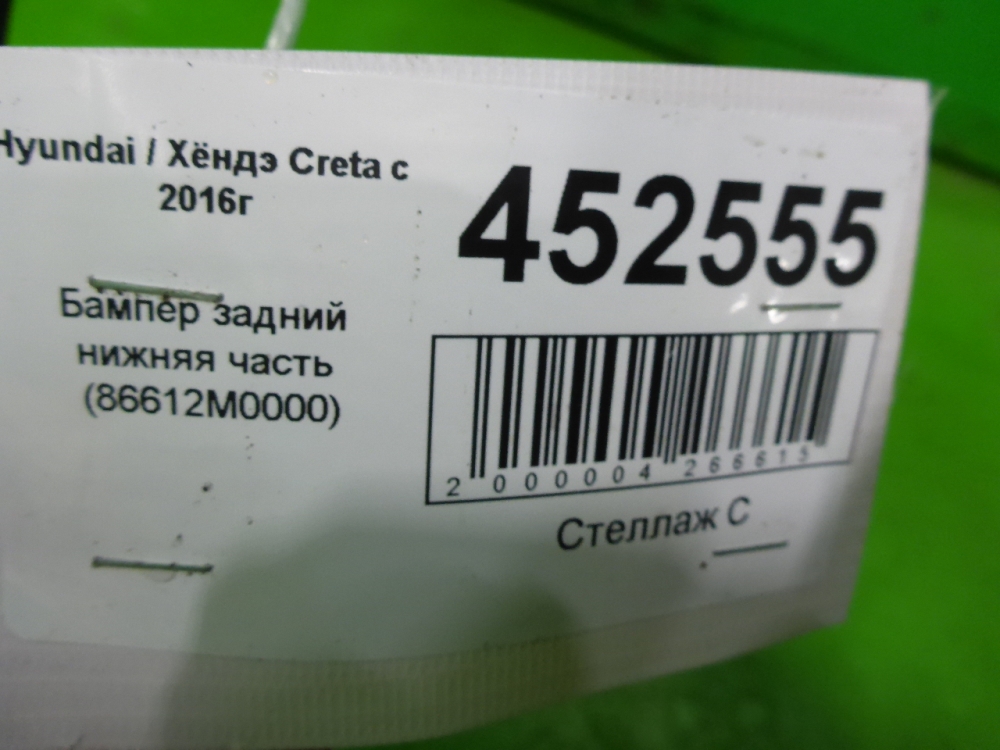 Hyundai / Хёндэ Creta с
2016г
Бампер задний
нижняя часть
(86612M0000)
452555
2 000004 266615
Стеллаж С